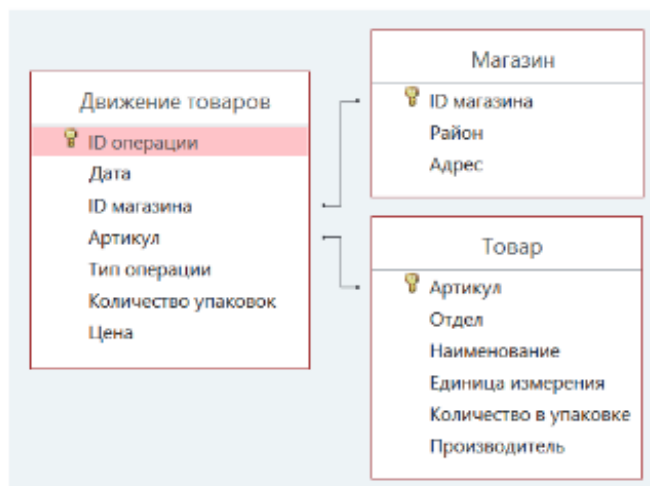 Движение товаров
ID операции
Дата
ID магазина
Артикул
Тип операции
Количество упаковок
Цена
Магазин
ID магазина
Район
Адрес
Товар
Артикул
Отдел
Наименование
Единица измерения
Количество в упаковке
Производитель